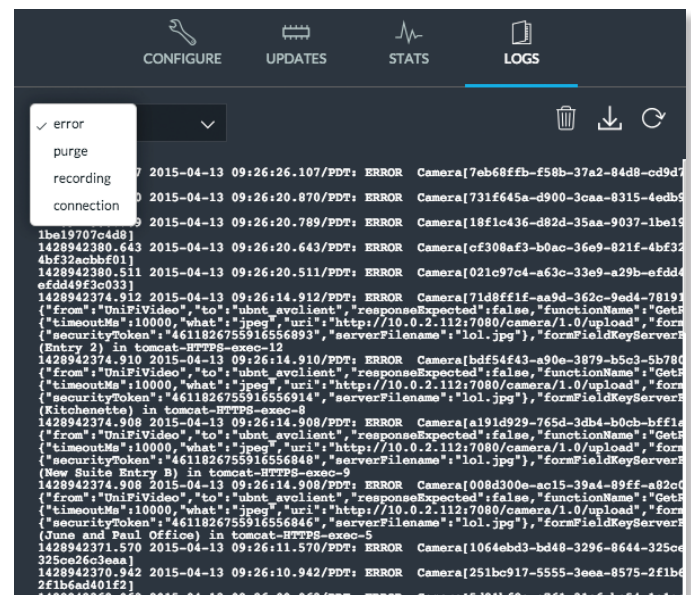 CONFIGURE UPDATES STATS LOGS
error
purge
recording
connection
7 2015-04-13 09:26:26.107/PDT: ERROR Camera[7eb68ffb-f58b-37a2-84d8-cd9d7
0 2015-04-13 09:26:20.870/PDT: ERROR Camera[731f645a-d900-3caa-8315-4edb9
9 2015-04-13 09:26:20.789/PDT: ERROR Camera[18f1c436-d82d-35aa-9037-1be19
1be19707c4d8]
1428942380.643 2015-04-13 09:26:20.643/PDT: ERROR Camera[cf308af3-b0ac-36e9-821f-4bf32
4bf32acbbf01]
1428942380.511 2015-04-13 09:26:20.511/PDT: ERROR Camera[021c97c4-a63c-33e9-a29b-efdd4
efdd49f3c033]
1428942374.912 2015-04-13 09:26:14.912/PDT: ERROR Camera[71d8ff1f-aa9d-362c-9ed4-78191
{"from":"UniFiVideo","to":"ubnt_avclient","responseExpected":false,"functionName":"GetR
{"timeoutMs":10000,"what":"jpeg","uri":"http://10.0.2.112:7080/camera/1.0/upload","form
{"securityToken":"4611826755916556893","serverFilename":"lol.jpg"},"formFieldKeyServerF
(Entry 2) in tomcat-HTTPS-exec-12
1428942374.910 2015-04-13 09:26:14.910/PDT: ERROR Camera[bdf54f43-a90e-3879-b5c3-5b780
{"from":"UniFiVideo","to":"ubnt_avclient","responseExpected":false,"functionName":"GetR
{"timeoutMs":10000,"what":"jpeg","uri":"http://10.0.2.112:7080/camera/1.0/upload","form
{"securityToken":"4611826755916556914","serverFilename":"lol.jpg"},"formFieldKeyServerF
(Kitchenette) in tomcat-HTTPS-exec-8
1428942374.908 2015-04-13 09:26:14.908/PDT: ERROR Camera[a191d929-765d-3db4-b0cb-bff1a
{"from":"UniFiVideo","to":"ubnt_avclient","responseExpected":false,"functionName":"GetR
{"timeoutMs":10000,"what":"jpeg","uri":"http://10.0.2.112:7080/camera/1.0/upload","form
{"securityToken":"4611826755916556848","serverFilename":"lol.jpg"},"formFieldKeyServerF
(New Suite Entry B) in tomcat-HTTPS-exec-9
1428942374.908 2015-04-13 09:26:14.908/PDT: ERROR Camera[008d300e-ac15-39a4-89ff-a82c0
{"from":"UniFiVideo","to":"ubnt_avclient","responseExpected":false,"functionName":"GetR
{"timeoutMs":10000,"what":"jpeg","uri":"http://10.0.2.112:7080/camera/1.0/upload","form
{"securityToken":"4611826755916556846","serverFilename":"lol.jpg"},"formFieldKeyServerF
(June and Paul Office) in tomcat-HTTPS-exec-5
1428942371.570 2015-04-13 09:26:11.570/PDT: ERROR Camera[1064ebd3-bd48-3296-8644-325ce
325ce26c3eaa]
1428942370.942 2015-04-13 09:26:10.942/PDT: ERROR Camera[251bc917-5555-3eea-8575-2f1b6
2f1b6ad401f2]